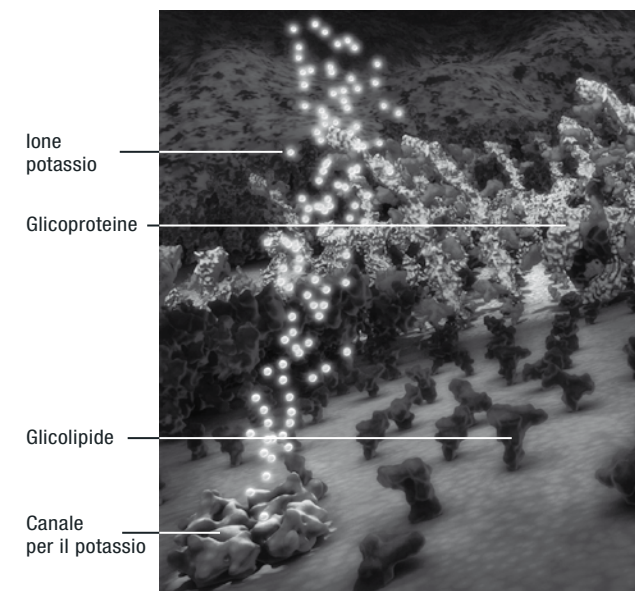 Ione
potassio
Glicoproteine
Glicolipide
Canale
per il potassio